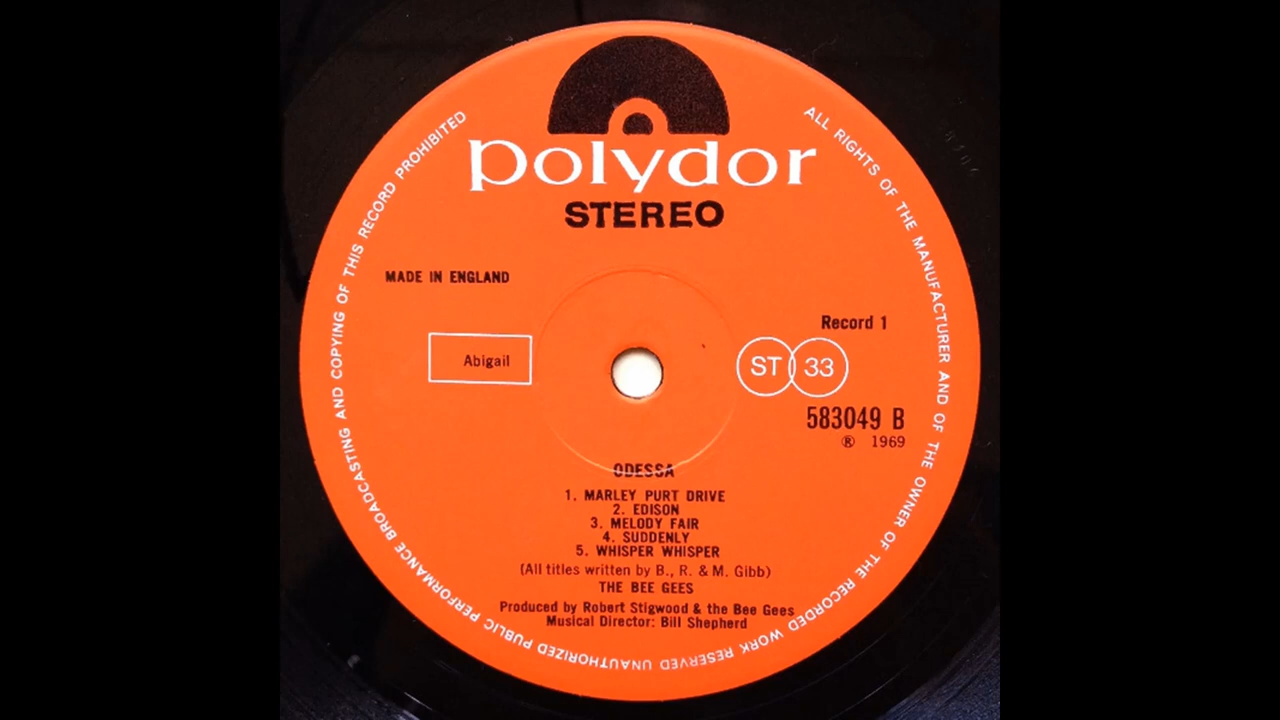 polydor
STEREO
MADE IN ENGLAND
Record 1
Abigail
ST 33
583049 B
® 1969
ODESSA
1. MARLEY PURT DRIVE
2. EDISON
3. MELODY FAIR
4. SUDDENLY
5. WHISPER WHISPER
(All titles written by B., R. & M. Gibb)
THE BEE GEES
Produced by Robert Stigwood & the Bee Gees
Musical Director: Bill Shepherd
ALL RIGHTS OF THE MANUFACTURER AND OF THE OWNER OF THE RECORDED WORK RESERVED UNAUTHORIZED PUBLIC PERFORMANCE BROADCASTING AND COPYING OF THIS RECORD PROHIBITED